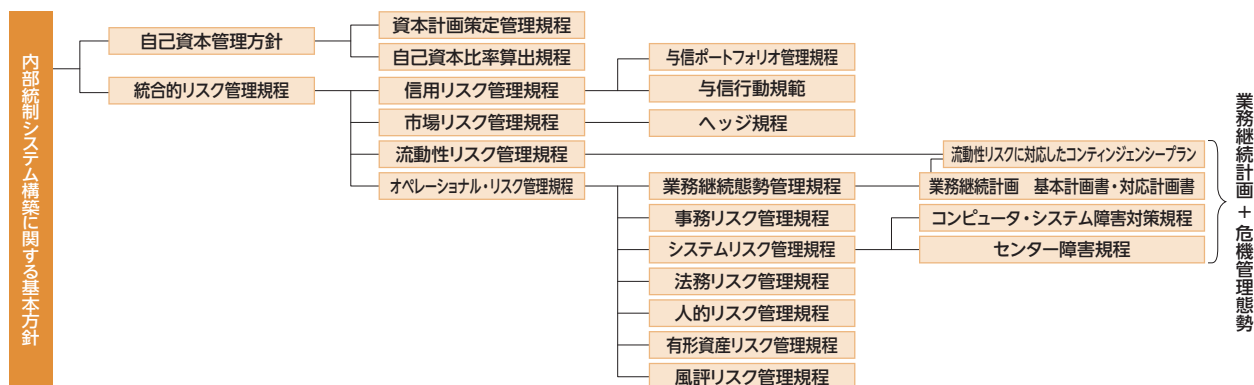 内部統制システム構築に関する基本方針
自己資本管理方針
統合的リスク管理規程
資本計画策定管理規程
自己資本比率算出規程
信用リスク管理規程
市場リスク管理規程
流動性リスク管理規程
オペレーショナル・リスク管理規程
与信ポートフォリオ管理規程
与信行動規範
ヘッジ規程
業務継続態勢管理規程
事務リスク管理規程
システムリスク管理規程
法務リスク管理規程
人的リスク管理規程
有形資産リスク管理規程
風評リスク管理規程
流動性リスクに対応したコンティンジェンシープラン
業務継続計画　基本計画書・対応計画書
コンピュータ・システム障害対策規程
センター障害規程
業務継続計画＋危機管理態勢